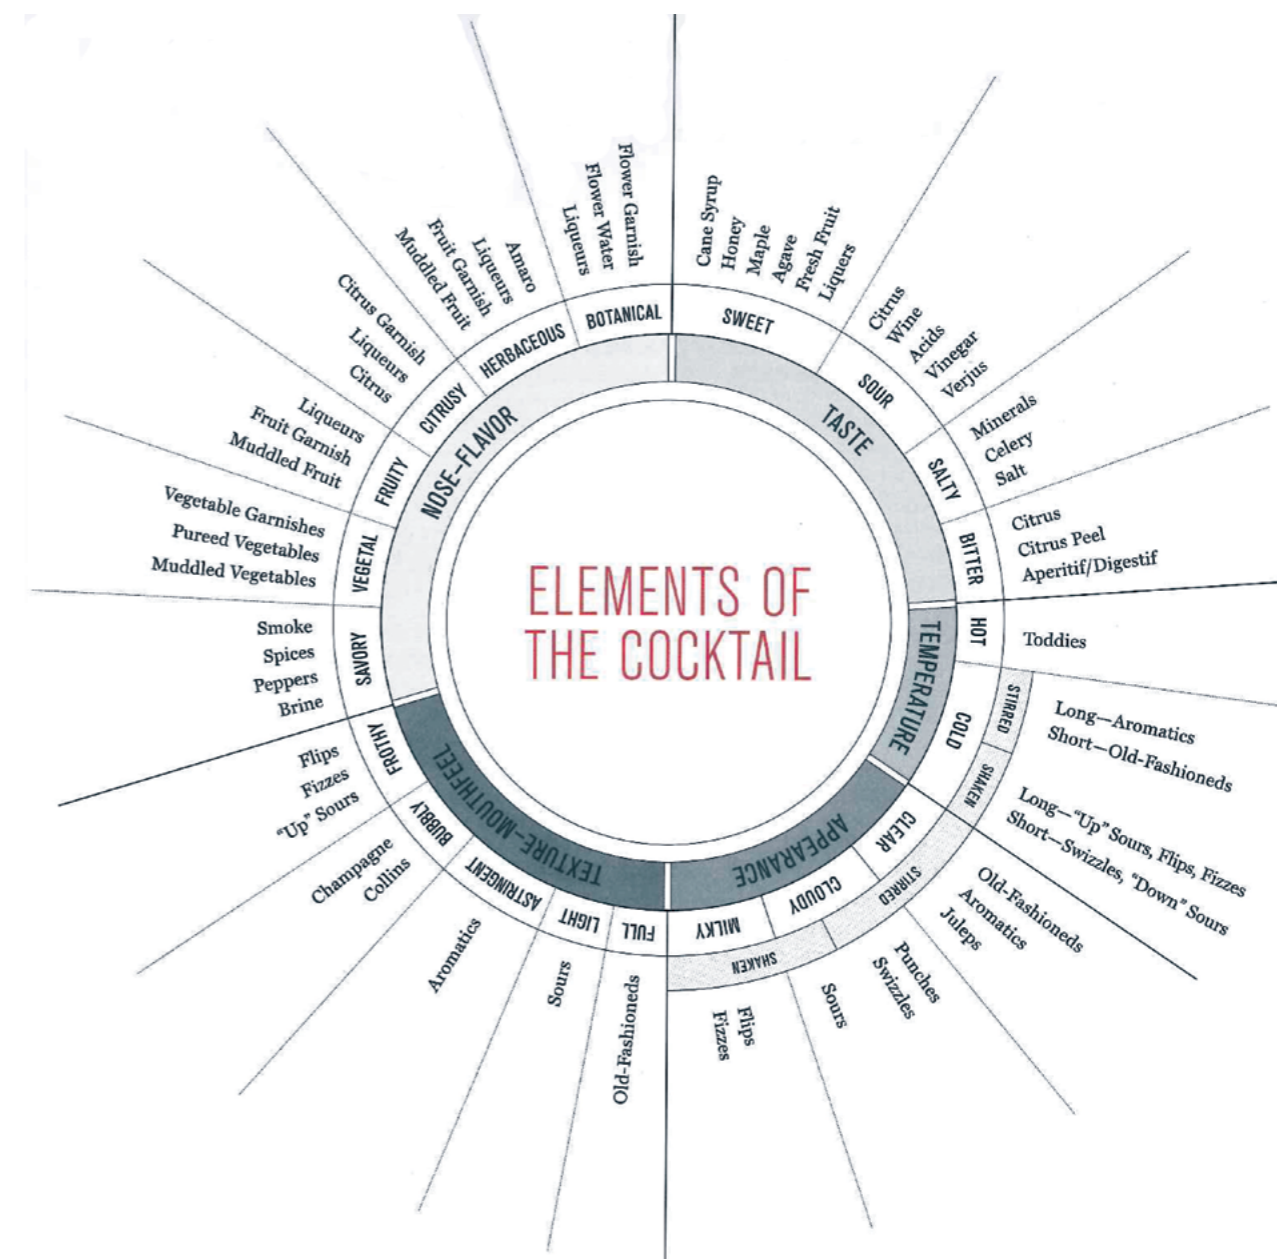 ELEMENTS OF
THE COCKTAIL
TASTE
SWEET
Cane Syrup
Honey
Maple
Agave
Fresh Fruit
Liquers
SOUR
Citrus
Wine
Acids
Vinegar
Verjus
SALTY
Minerals
Celery
Salt
BITTER
Citrus
Citrus Peel
Aperitif/Digestif
TEMPERATURE
HOT
Toddies
COLD
STIRRED
Long—Aromatics
Short—Old-Fashioneds
SHAKEN
Long—“Up” Sours, Flips, Fizzes
Short—Swizzles, “Down” Sours
APPEARANCE
CLEAR
STIRRED
Old-Fashioneds
Aromatics
Juleps
CLOUDY
Punches
Swizzles
Sours
SHAKEN
MILKY
Flips
Fizzes
TEXTURE–MOUTHFEEL
FULL
Old-Fashioneds
LIGHT
Sours
ASTRINGENT
Aromatics
BUBBLY
Champagne
Collins
FROTHY
Flips
Fizzes
“Up” Sours
NOSE–FLAVOR
SAVORY
Smoke
Spices
Peppers
Brine
VEGETAL
Vegetable Garnishes
Pureed Vegetables
Muddled Vegetables
FRUITY
Liqueurs
Fruit Garnish
Muddled Fruit
CITRUSY
Citrus Garnish
Liqueurs
Citrus
HERBACEOUS
Amaro
Liqueurs
Fruit Garnish
Muddled Fruit
BOTANICAL
Flower Garnish
Flower Water
Liqueurs